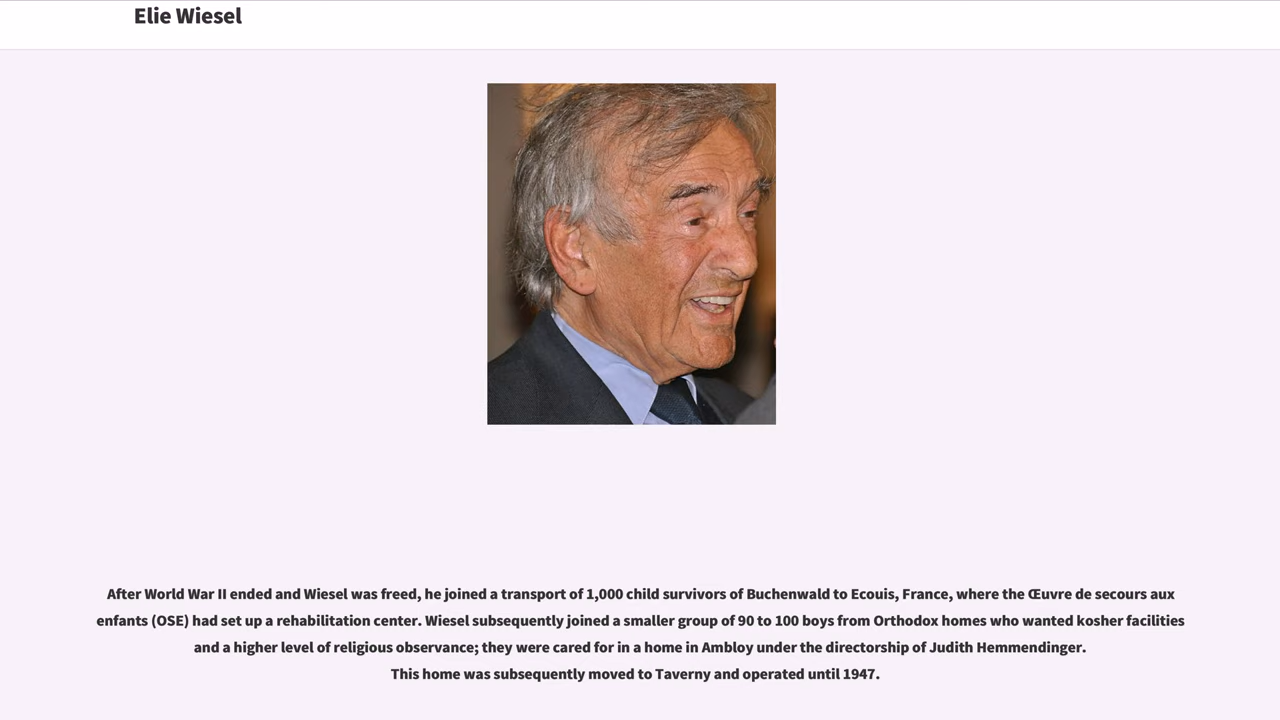 Elie Wiesel
After World War II ended and Wiesel was freed, he joined a transport of 1,000 child survivors of Buchenwald to Ecouis, France, where the Œuvre de secours aux
enfants (OSE) had set up a rehabilitation center. Wiesel subsequently joined a smaller group of 90 to 100 boys from Orthodox homes who wanted kosher facilities
and a higher level of religious observance; they were cared for in a home in Ambloy under the directorship of Judith Hemmendinger.
This home was subsequently moved to Taverny and operated until 1947.